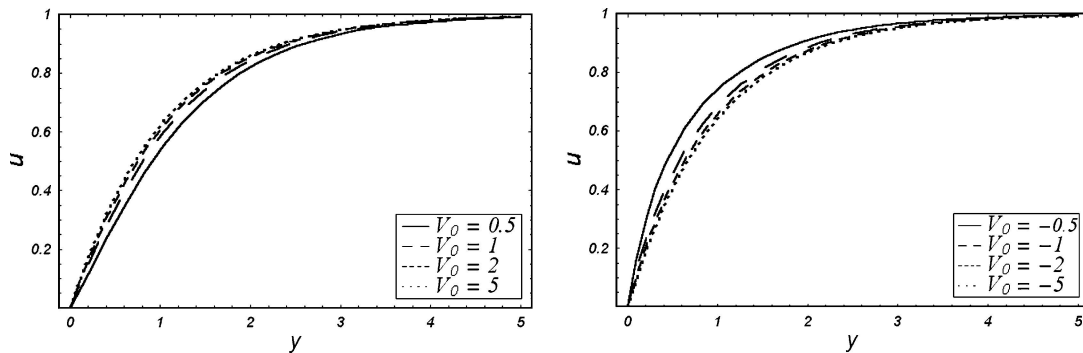 1
0.8
0.6
u
0.4
0.2
V0 = 0.5
V0 = 1
V0 = 2
V0 = 5
0 1 2 3 4 5
y
1
0.8
0.6
u
0.4
0.2
V0 = −0.5
V0 = −1
V0 = −2
V0 = −5
0 1 2 3 4 5
y